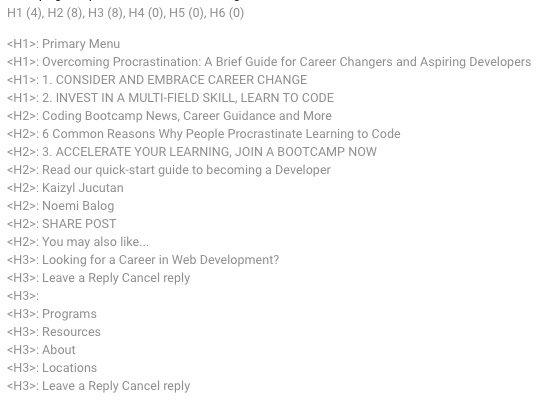 H1 (4), H2 (8), H3 (8), H4 (0), H5 (0), H6 (0)
<H1>: Primary Menu
<H1>: Overcoming Procrastination: A Brief Guide for Career Changers and Aspiring Developers
<H1>: 1. CONSIDER AND EMBRACE CAREER CHANGE
<H1>: 2. INVEST IN A MULTI-FIELD SKILL, LEARN TO CODE
<H2>: Coding Bootcamp News, Career Guidance and More
<H2>: 6 Common Reasons Why People Procrastinate Learning to Code
<H2>: 3. ACCELERATE YOUR LEARNING, JOIN A BOOTCAMP NOW
<H2>: Read our quick-start guide to becoming a Developer
<H2>: Kaizyl Jucutan
<H2>: Noemi Balog
<H2>: SHARE POST
<H2>: You may also like...
<H3>: Looking for a Career in Web Development?
<H3>: Leave a Reply Cancel reply
<H3>:
<H3>: Programs
<H3>: Resources
<H3>: About
<H3>: Locations
<H3>: Leave a Reply Cancel reply